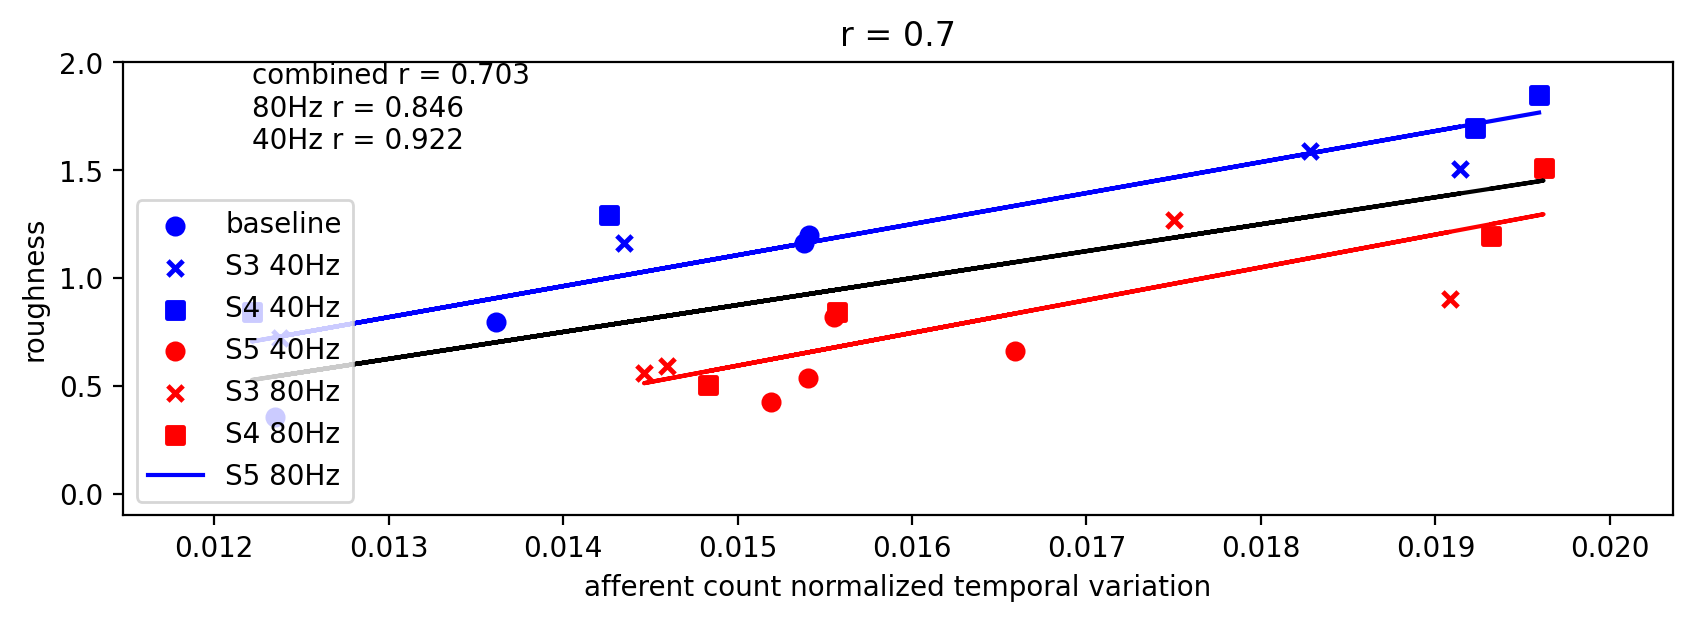 r = 0.7
combined r = 0.703
80Hz r = 0.846
40Hz r = 0.922
2.0
1.5
1.0
0.5
0.0
roughness
baseline
S3 40Hz
S4 40Hz
S5 40Hz
S3 80Hz
S4 80Hz
S5 80Hz
0.012 0.013 0.014 0.015 0.016 0.017 0.018 0.019 0.020
afferent count normalized temporal variation